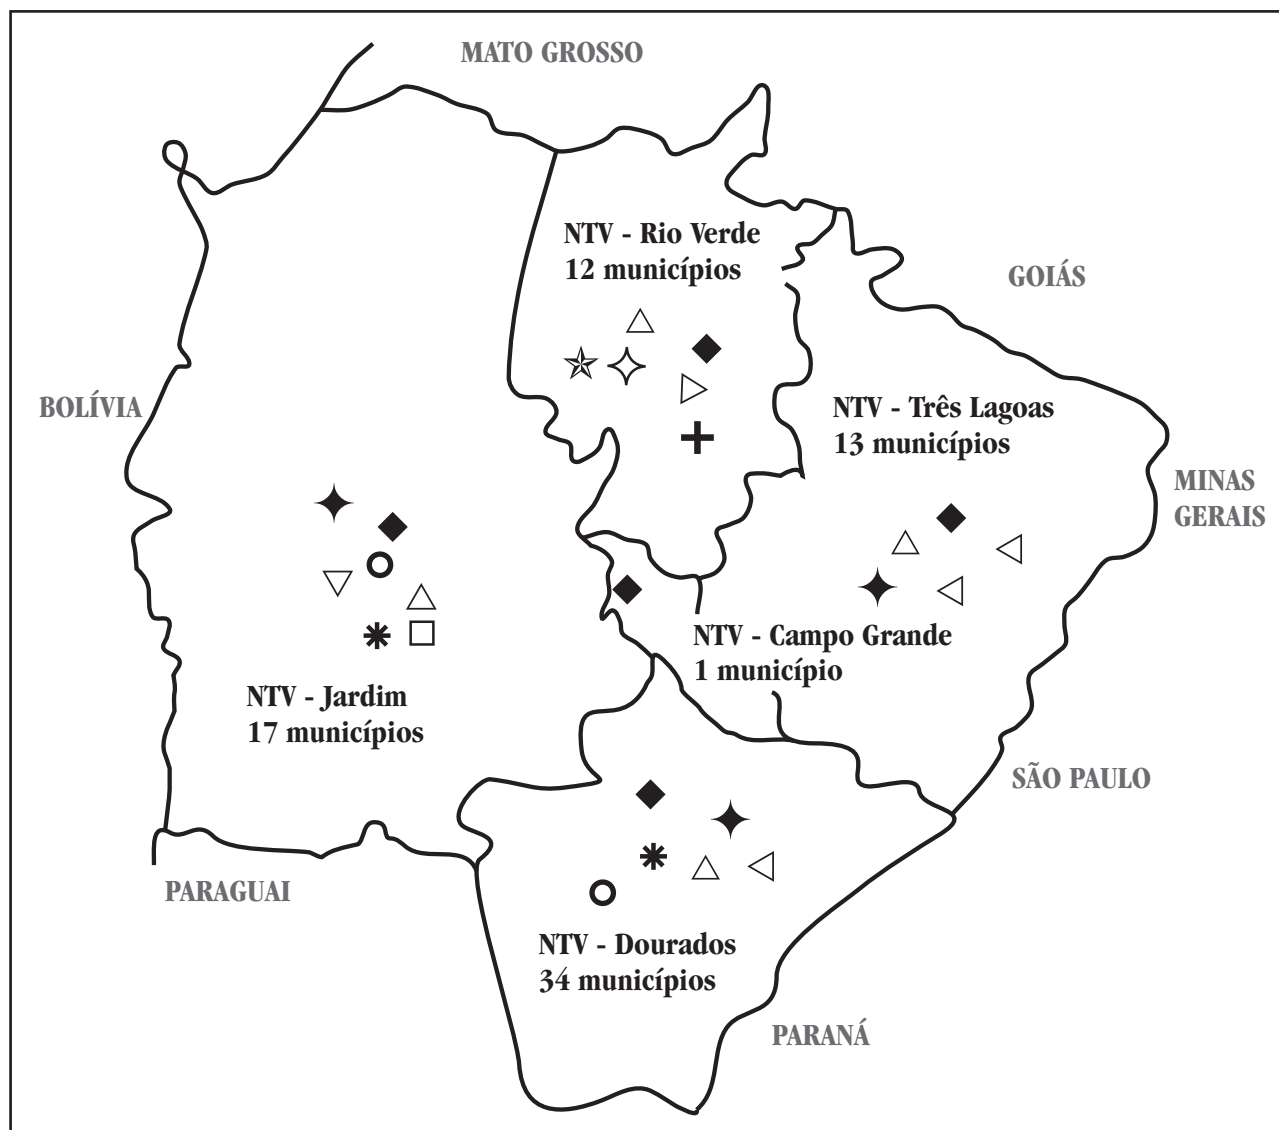 MATO GROSSO
NTV - Rio Verde
12 municípios
GOIÁS
BOLÍVIA
NTV - Três Lagoas
13 municípios
MINAS
GERAIS
NTV - Campo Grande
1 município
NTV - Jardim
17 municípios
SÃO PAULO
PARAGUAI
NTV - Dourados
34 municípios
PARANÁ